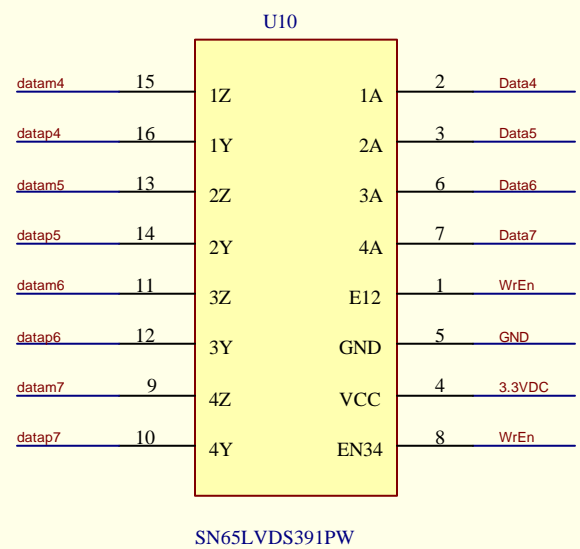 U10
datam4 15 1Z 1A 2 Data4
datap4 16 1Y 2A 3 Data5
datam5 13 2Z 3A 6 Data6
datap5 14 2Y 4A 7 Data7
datam6 11 3Z E12 1 WrEn
datap6 12 3Y GND 5 GND
datam7 9 4Z VCC 4 3.3VDC
datap7 10 4Y EN34 8 WrEn
SN65LVDS391PW